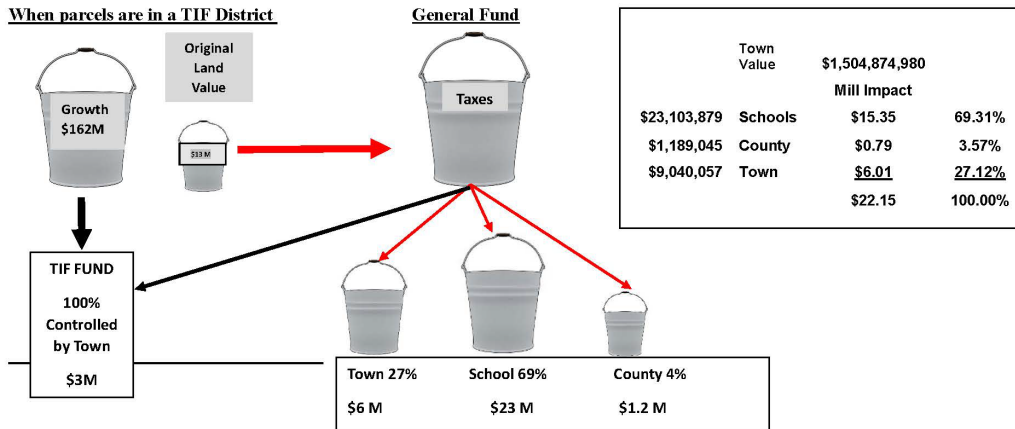 When parcels are in a TIF District
General Fund
Original
Land
Value
Growth
$162M
$13 M
Taxes
TIF FUND
100%
Controlled
by Town
$3M
Town 27% School 69% County 4%
$6 M $23 M $1.2 M
Town
Value $1,504,874,980
Mill Impact
$23,103,879 Schools $15.35 69.31%
$1,189,045 County $0.79 3.57%
$9,040,057 Town $6.01 27.12%
$22.15 100.00%